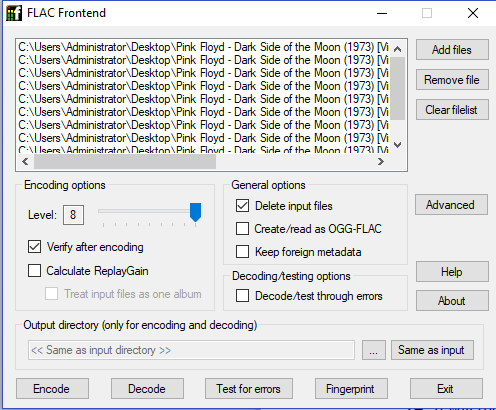 FLAC Frontend
C:\Users\Administrator\Desktop\Pink Floyd - Dark Side of the Moon (1973) [Vi
C:\Users\Administrator\Desktop\Pink Floyd - Dark Side of the Moon (1973) [Vi
C:\Users\Administrator\Desktop\Pink Floyd - Dark Side of the Moon (1973) [Vi
C:\Users\Administrator\Desktop\Pink Floyd - Dark Side of the Moon (1973) [Vi
C:\Users\Administrator\Desktop\Pink Floyd - Dark Side of the Moon (1973) [Vi
C:\Users\Administrator\Desktop\Pink Floyd - Dark Side of the Moon (1973) [Vi
C:\Users\Administrator\Desktop\Pink Floyd - Dark Side of the Moon (1973) [Vi
C:\Users\Administrator\Desktop\Pink Floyd - Dark Side of the Moon (1973) [Vi
C:\Users\Administrator\Desktop\Pink Floyd - Dark Side of the Moon (1973) [Vi
Add files
Remove file
Clear filelist
Encoding options
Level: 8
Verify after encoding
Calculate ReplayGain
Treat input files as one album
General options
Delete input files
Create/read as OGG-FLAC
Keep foreign metadata
Decoding/testing options
Decode/test through errors
Advanced
Help
About
Output directory (only for encoding and decoding)
<< Same as input directory >>
...
Same as input
Encode
Decode
Test for errors
Fingerprint
Exit